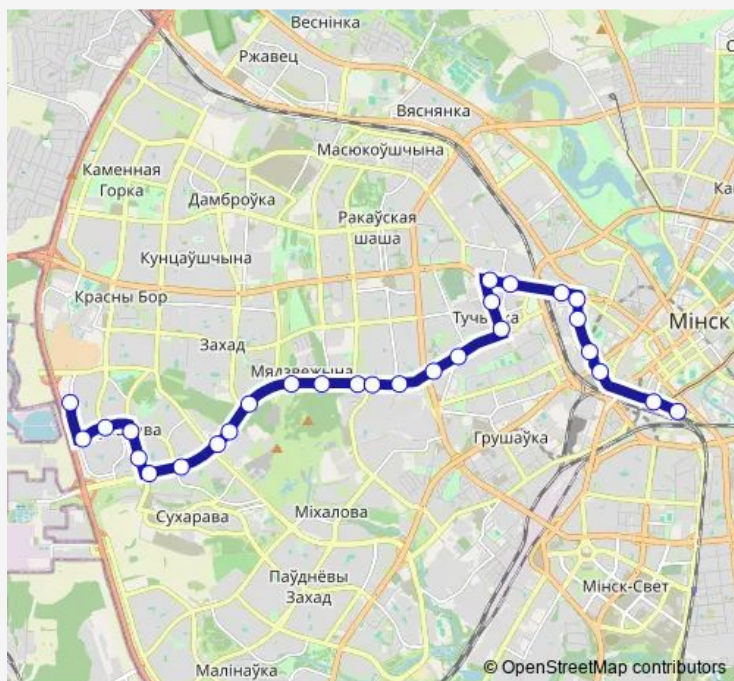 Веснінка
Ржавец
Вяснянка
Масюкоўшчына
Каменная
Горка
Дамброўка
Ракаўская
шаша
Кунцаўшчына
Красны Бор
Мінск
Захад
Мядзвежына
Грушаўка
Сухарава
Міхалова
Паўднёвы
Захад
Мінск-Свет
Малінаўка
© OpenStreetMap contributors